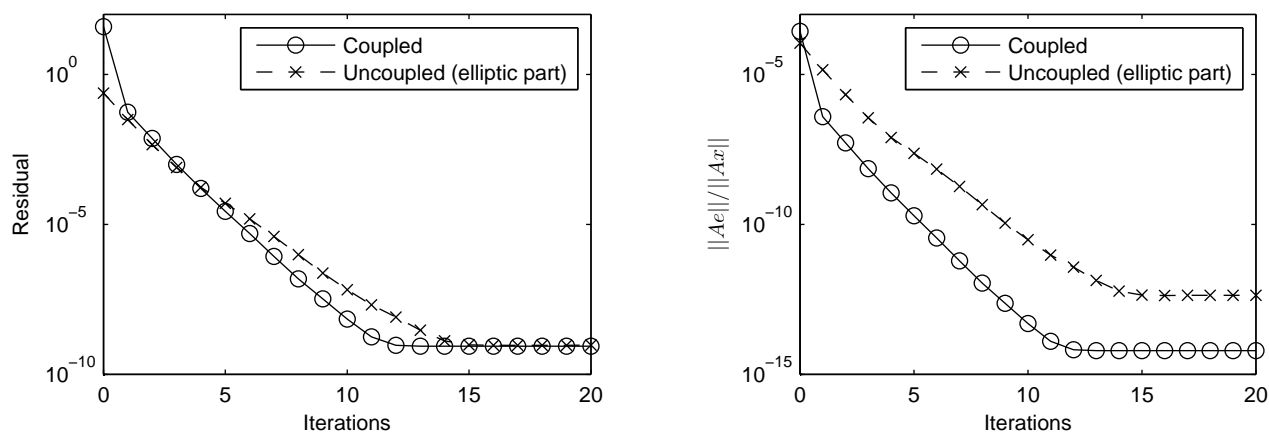 Coupled
Uncoupled (elliptic part)
10^0
10^-5
10^-10
Residual
0 5 10 15 20
Iterations
Coupled
Uncoupled (elliptic part)
10^-5
10^-10
10^-15
||Ae||/||Ax||
0 5 10 15 20
Iterations